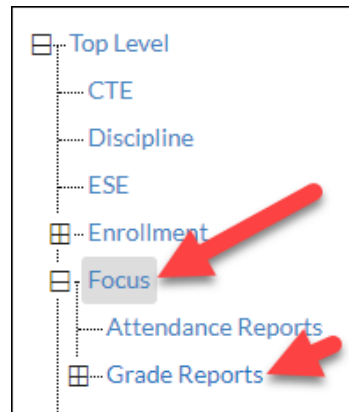 Top Level
CTE
Discipline
ESE
Enrollment
Focus
Attendance Reports
Grade Reports